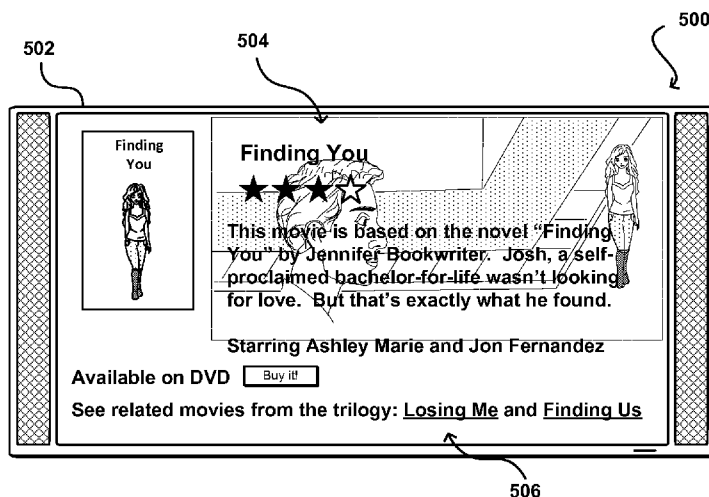 500
502
504
Finding
You
Finding You
This movie is based on the novel “Finding
You” by Jennifer Bookwriter. Josh, a self-
proclaimed bachelor-for-life wasn’t looking
for love. But that’s exactly what he found.
Starring Ashley Marie and Jon Fernandez
Available on DVD Buy it!
See related movies from the trilogy: Losing Me and Finding Us
506